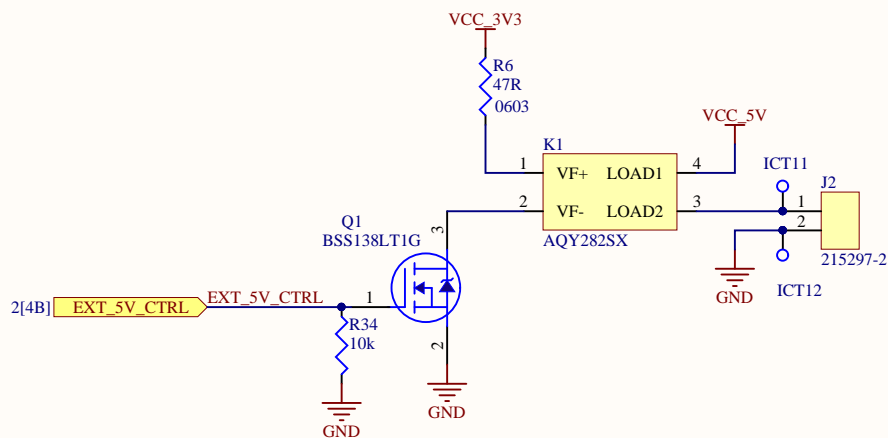 VCC_3V3
R6
47R
0603
VCC_5V
K1
1 VF+ LOAD1 4
2 VF- LOAD2 3
AQY282SX
ICT11
J2
1
2
215297-2
ICT12
GND
Q1
BSS138LT1G
3
2[4B] EXT_5V_CTRL EXT_5V_CTRL 1
R34
10k
2
GND
GND